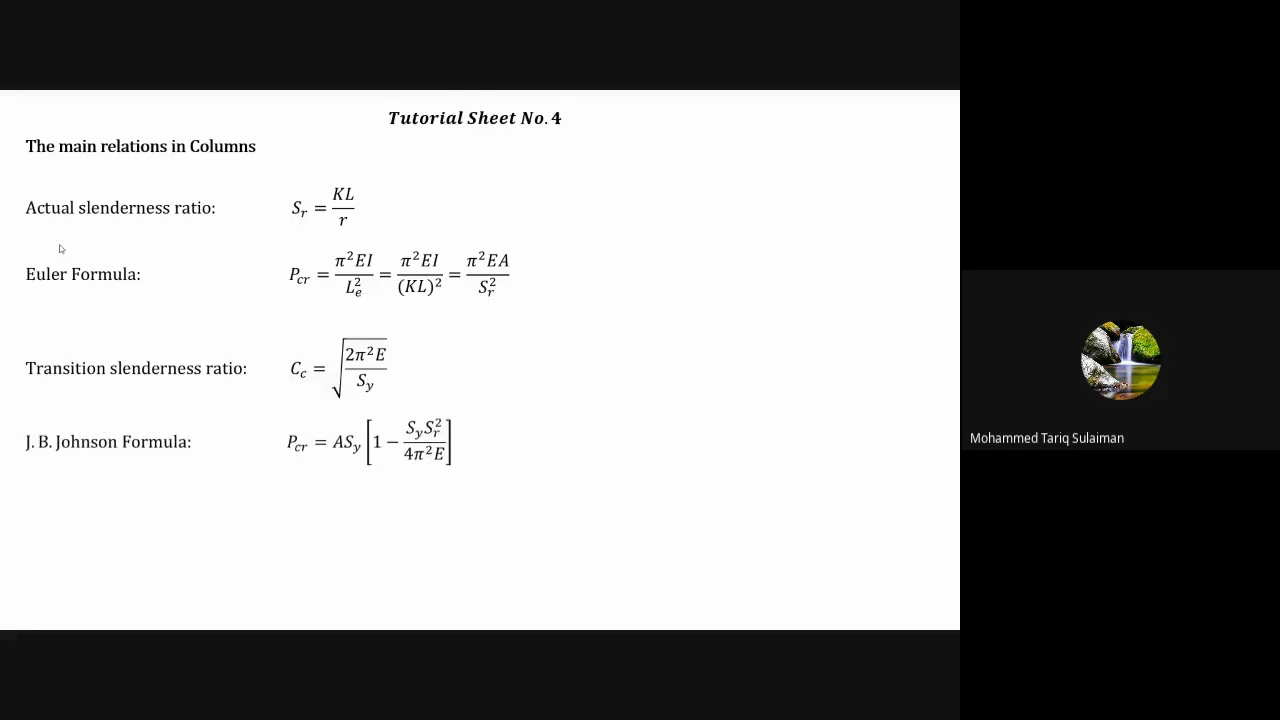 Tutorial Sheet No. 4
The main relations in Columns
Actual slenderness ratio: S_r = KL / r
Euler Formula: P_cr = π²EI / L_e² = π²EI / (KL)² = π²EA / S_r²
Transition slenderness ratio: C_c = √(2π²E / S_y)
J. B. Johnson Formula: P_cr = AS_y [1 − S_y S_r² / 4π²E]
Mohammed Tariq Sulaiman